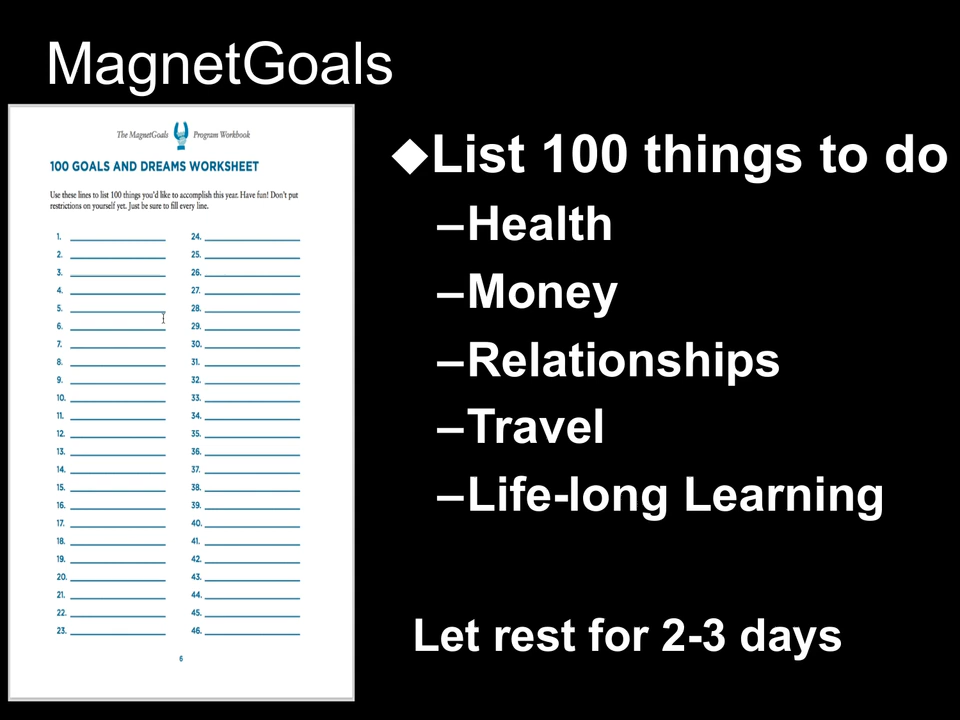 MagnetGoals
The MagnetGoals Program Workbook
100 GOALS AND DREAMS WORKSHEET
Use these lines to list 100 things you'd like to accomplish this year. Have fun! Don't put
restrictions on yourself yet. Just be sure to fill every line.
1. 24.
2. 25.
3. 26.
4. 27.
5. 28.
6. 29.
7. 30.
8. 31.
9. 32.
10. 33.
11. 34.
12. 35.
13. 36.
14. 37.
15. 38.
16. 39.
17. 40.
18. 41.
19. 42.
20. 43.
21. 44.
22. 45.
23. 46.
6
◆List 100 things to do
–Health
–Money
–Relationships
–Travel
–Life-long Learning
Let rest for 2-3 days